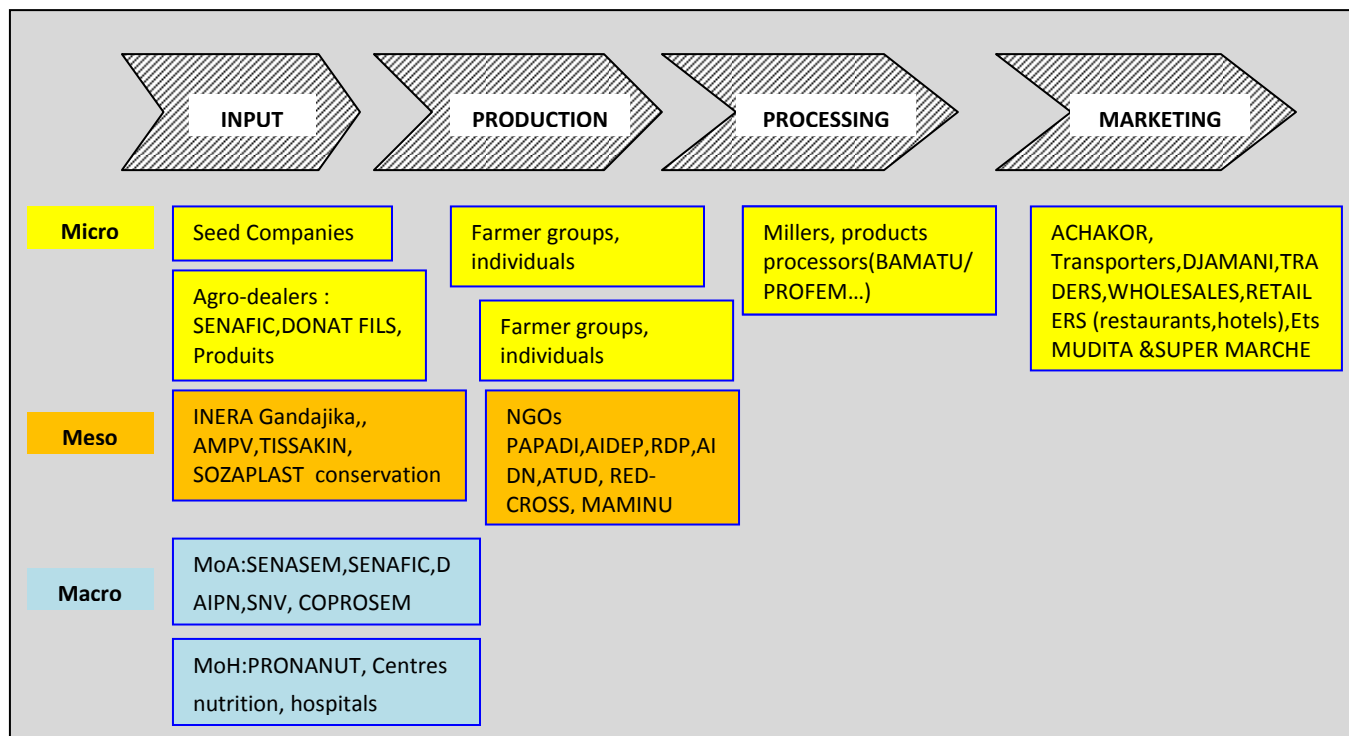 INPUT
PRODUCTION
PROCESSING
MARKETING
Micro
Seed Companies
Farmer groups,
individuals
Millers, products
processors(BAMATU/
PROFEM...)
ACHAKOR,
Transporters,DJAMANI,TRA
DERS,WHOLESALES,RETAIL
ERS (restaurants,hotels),Ets
MUDITA &SUPER MARCHE
Agro-dealers :
SENAFIC,DONAT FILS,
Produits
Farmer groups,
individuals
Meso
INERA Gandajika,,
AMPV,TISSAKIN,
SOZAPLAST conservation
NGOs
PAPADI,AIDEP,RDP,AI
DN,ATUD, RED-
CROSS, MAMINU
Macro
MoA:SENASEM,SENAFIC,D
AIPN,SNV, COPROSEM
MoH:PRONANUT, Centres
nutrition, hospitals